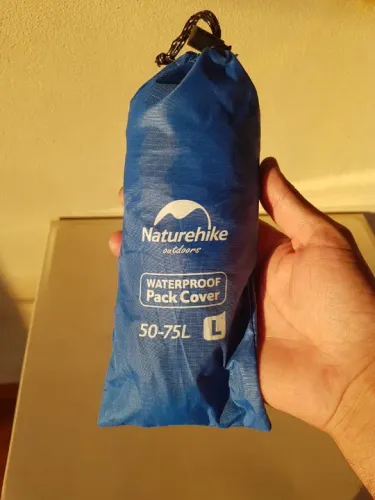 Naturehike
outdoors
WATERPROOF
Pack Cover
50-75L L